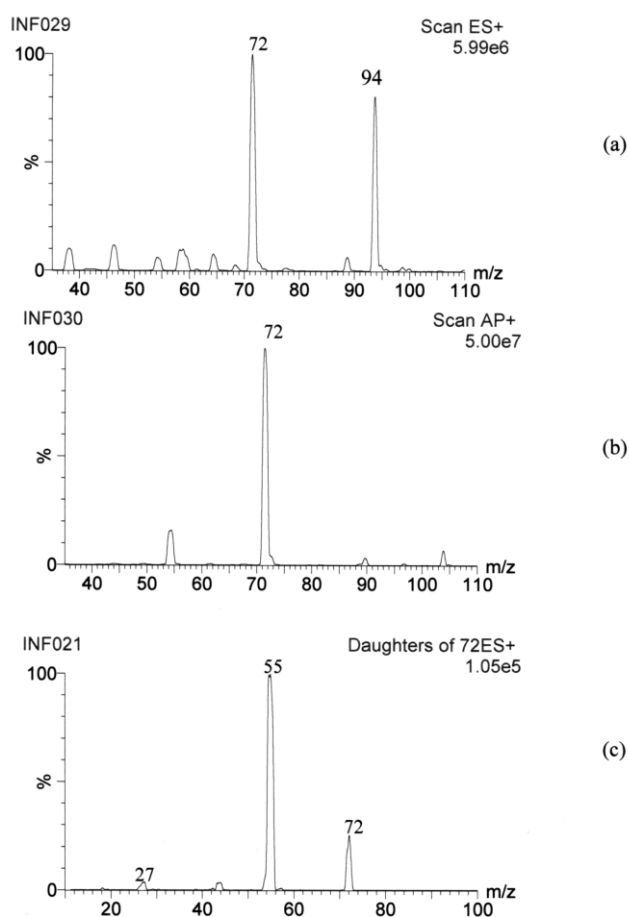 INF029 Scan ES+
5.99e6
100
72
94
%
(a)
0
40 50 60 70 80 90 100 110 m/z
INF030 Scan AP+
5.00e7
100
72
%
(b)
0
40 50 60 70 80 90 100 110 m/z
INF021 Daughters of 72ES+
1.05e5
100
55
%
(c)
72
27
0
20 40 60 80 100 m/z